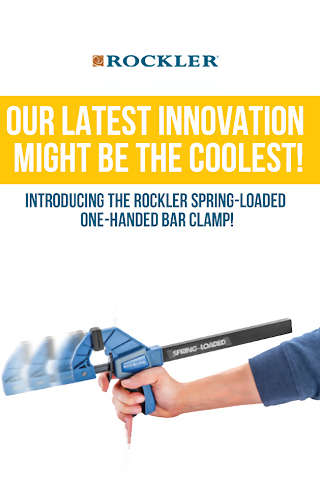 ROCKLER
OUR LATEST INNOVATION
MIGHT BE THE COOLEST!
INTRODUCING THE ROCKLER SPRING-LOADED
ONE-HANDED BAR CLAMP!
ROCKLER
SPRING-LOADED